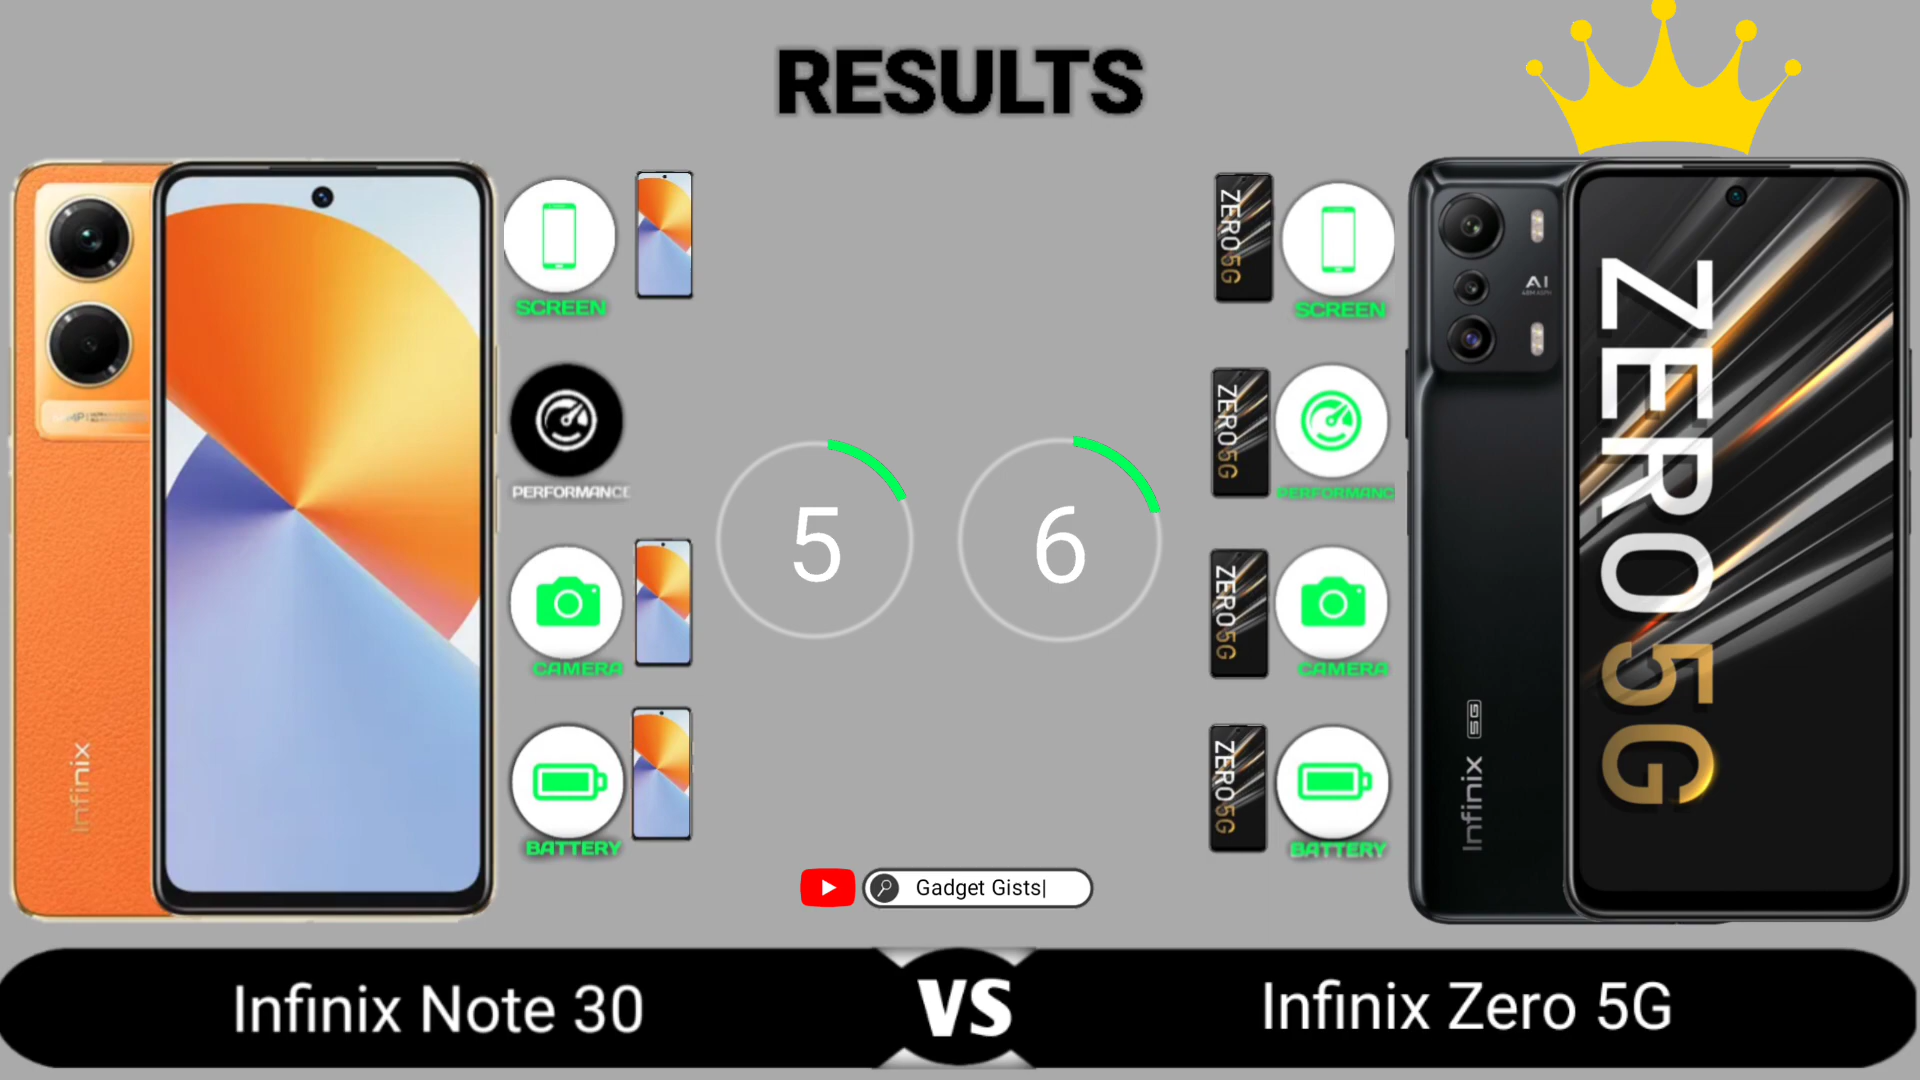 RESULTS
SCREEN
PERFORMANCE
CAMERA
BATTERY
Infinix
5
6
ZERO 5G
ZERO 5G
ZERO 5G
ZERO 5G
SCREEN
PERFORMANC
CAMERA
BATTERY
AI
Infinix 5G
ZERO 5G
Gadget Gists|
Infinix Note 30
VS
Infinix Zero 5G